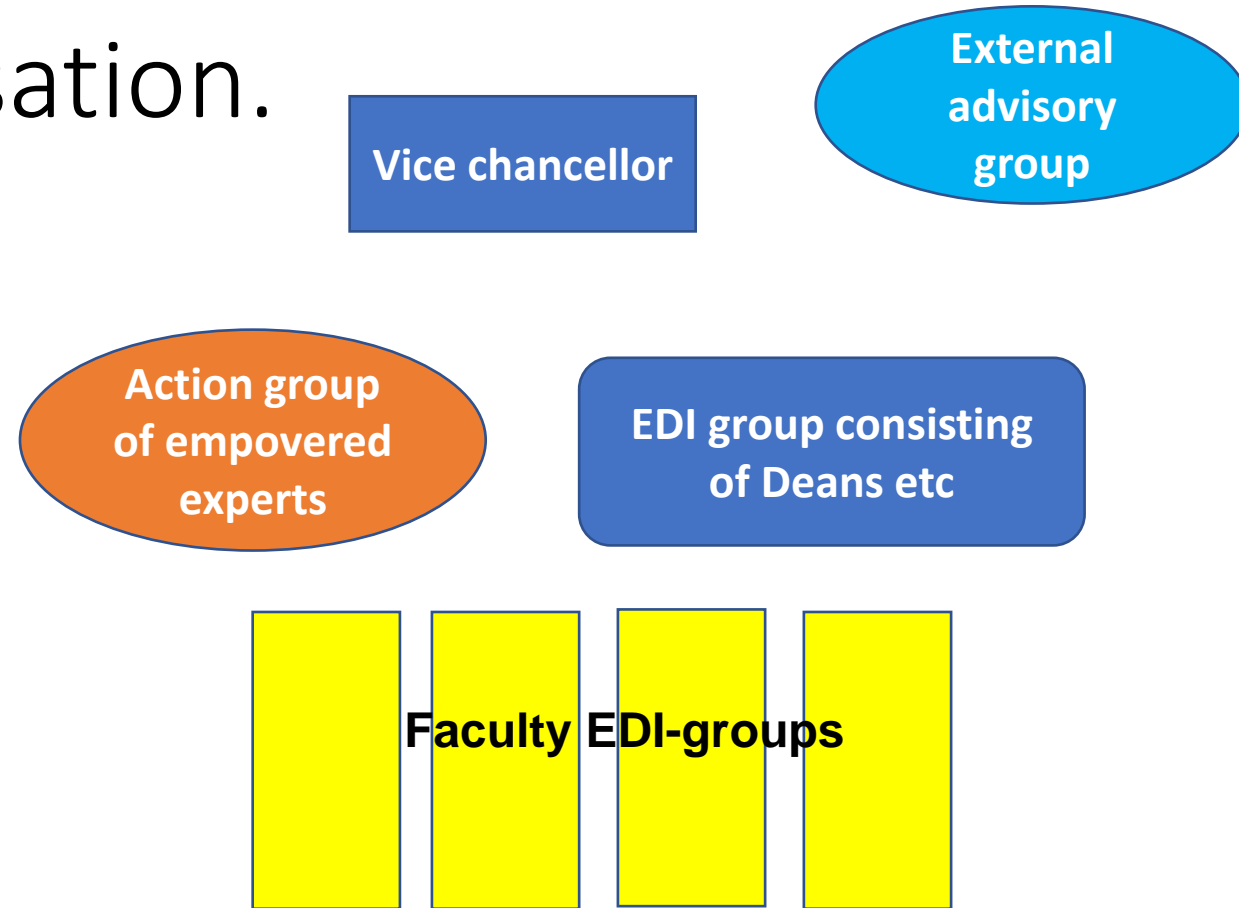 sation.
External
advisory
group
Vice chancellor
Action group
of empovered
experts
EDI group consisting
of Deans etc
Faculty EDI-groups